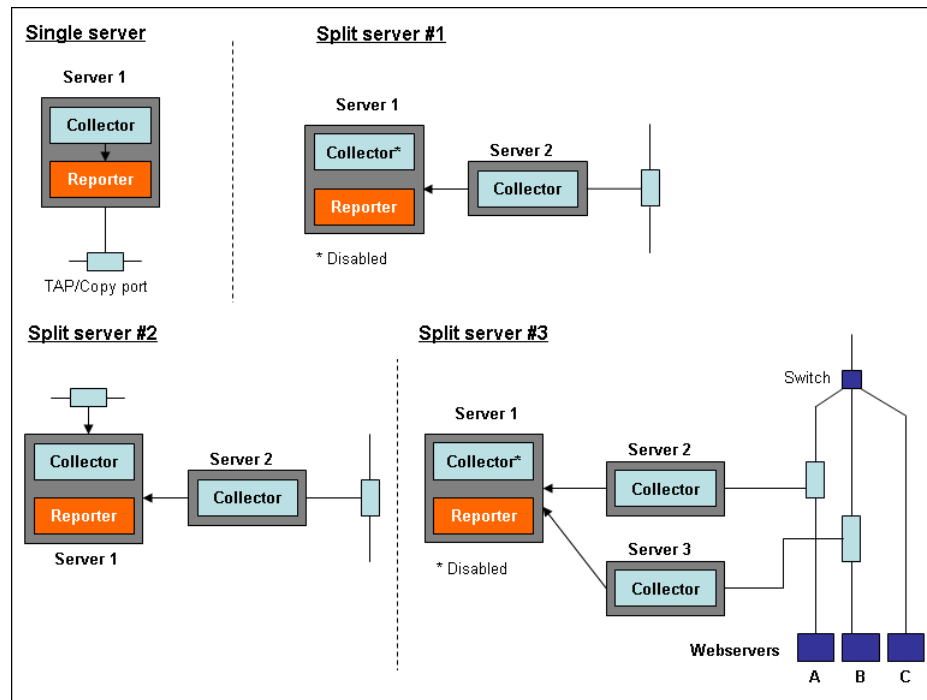 Single server
Server 1
Collector
Reporter
TAP/Copy port
Split server #1
Server 1
Collector*
Reporter
* Disabled
Server 2
Collector
Split server #2
Collector
Reporter
Server 1
Server 2
Collector
Split server #3
Server 1
Collector*
Reporter
* Disabled
Server 2
Collector
Server 3
Collector
Switch
Webservers
A B C